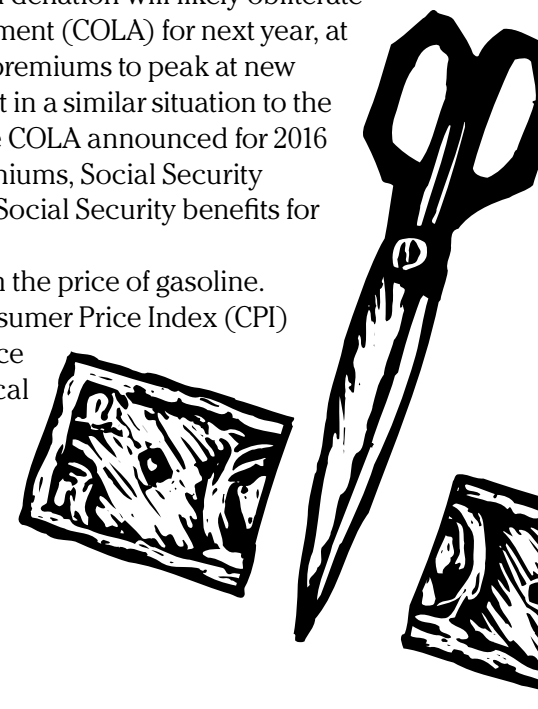 deflation will likely obliterate
ment (COLA) for next year, at
premiums to peak at new
t in a similar situation to the
e COLA announced for 2016
niums, Social Security
Social Security benefits for
n the price of gasoline.
sumer Price Index (CPI)
ce
cal